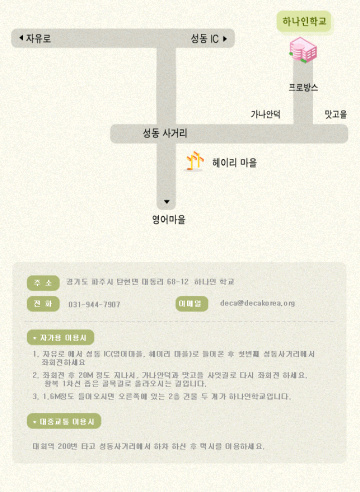 하나인학교
자유로
성동 IC
프로방스
가나안덕
맛고을
성동 사거리
헤이리 마을
영어마을
주 소
경기도 파주시 탄현면 대동리 68-12 하나인 학교
전 화
031-944-7907
이메일
deca@decakorea.org
자가용 이용시
1. 자유로 에서 성동 IC(영어마을, 헤이리 마을)로 들어온 후 첫번째 성동사거리에서
좌회전하세요
2. 좌회전 후 20M 정도 지나서, 가나안덕과 맛고을 사잇길로 다시 좌회전 하세요.
왕복 1차선 좁은 골목길로 올라오시는 길입니다.
3. 1.6M정도 들어오시면 오른쪽에 있는 2층 건물 두 개가 하나인학교입니다.
대중교통 이용시
대화역 200번 타고 성동사거리에서 하차 하신 후 택시를 이용하세요.